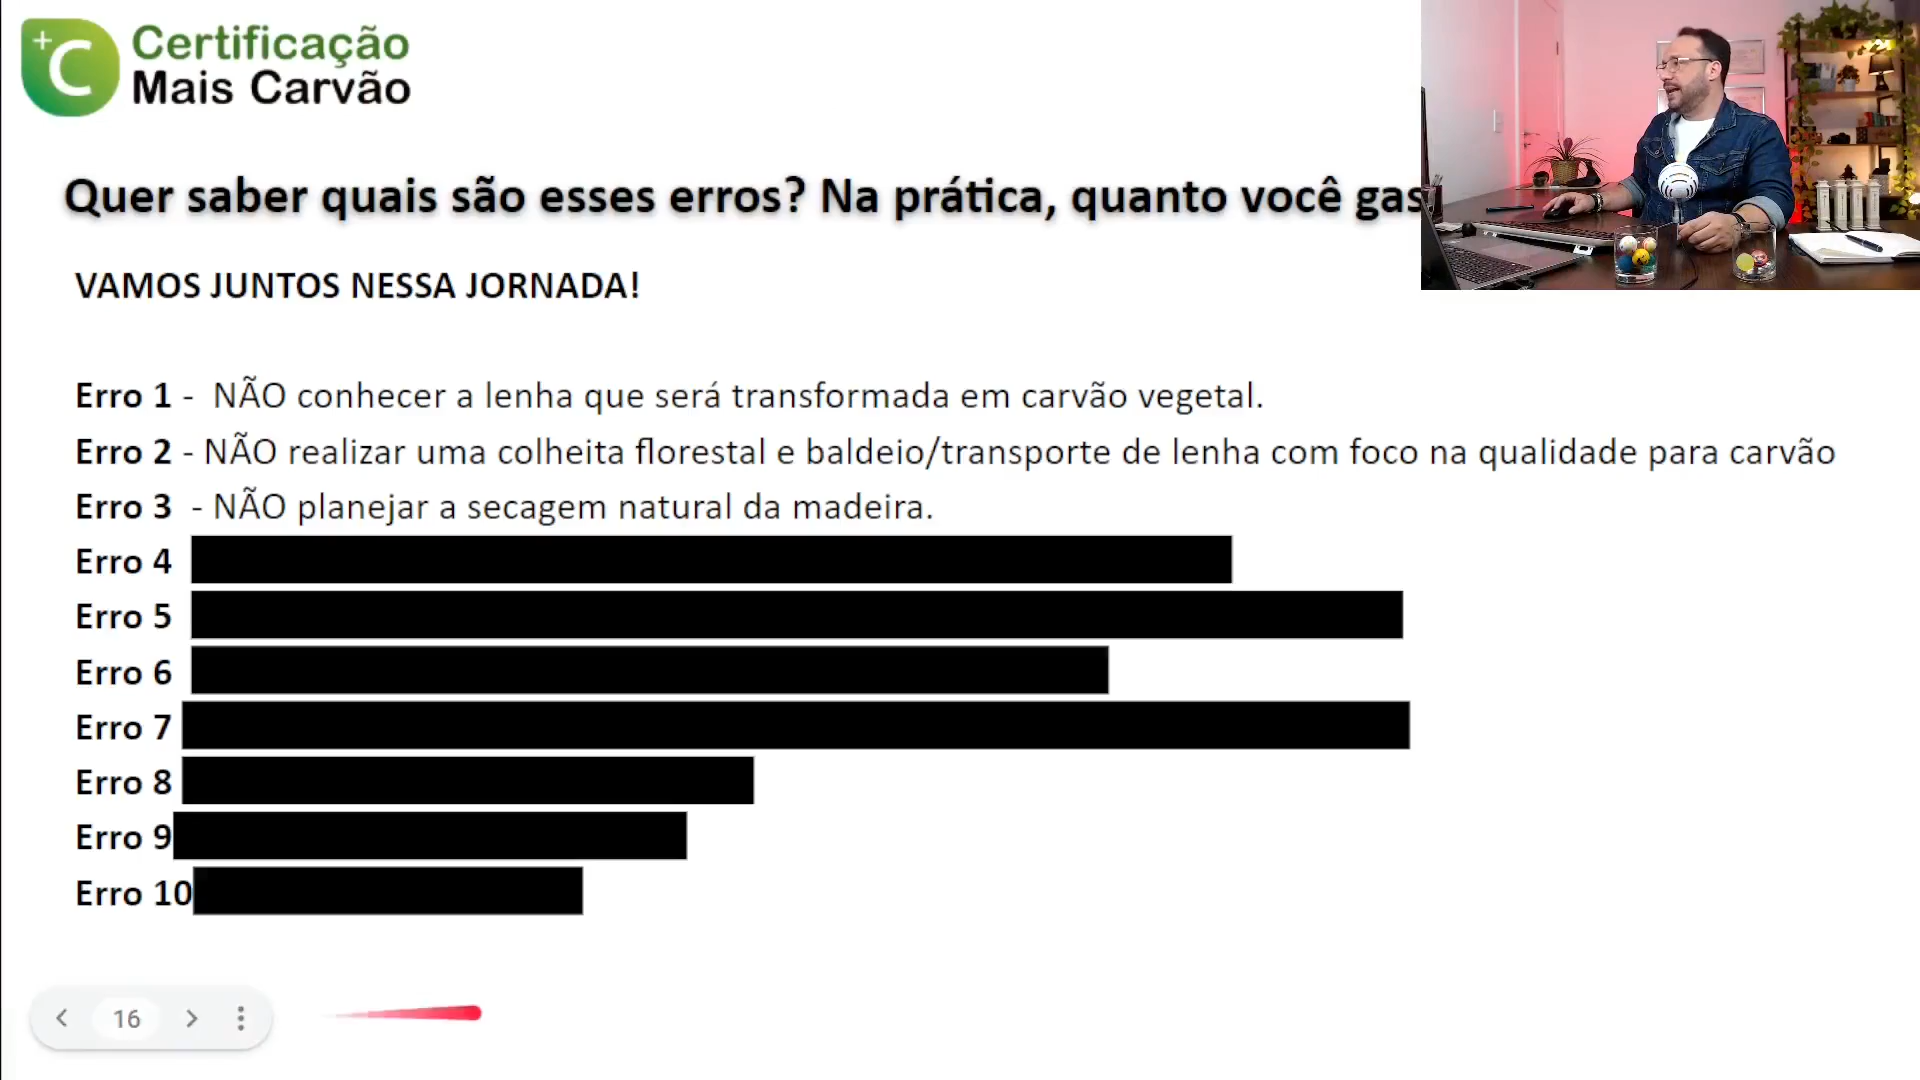 Certificação
Mais Carvão
Quer saber quais são esses erros? Na prática, quanto você gas
VAMOS JUNTOS NESSA JORNADA!
Erro 1 - NÃO conhecer a lenha que será transformada em carvão vegetal.
Erro 2 - NÃO realizar uma colheita florestal e baldeio/transporte de lenha com foco na qualidade para carvão
Erro 3 - NÃO planejar a secagem natural da madeira.
Erro 4
Erro 5
Erro 6
Erro 7
Erro 8
Erro 9
Erro 10
16